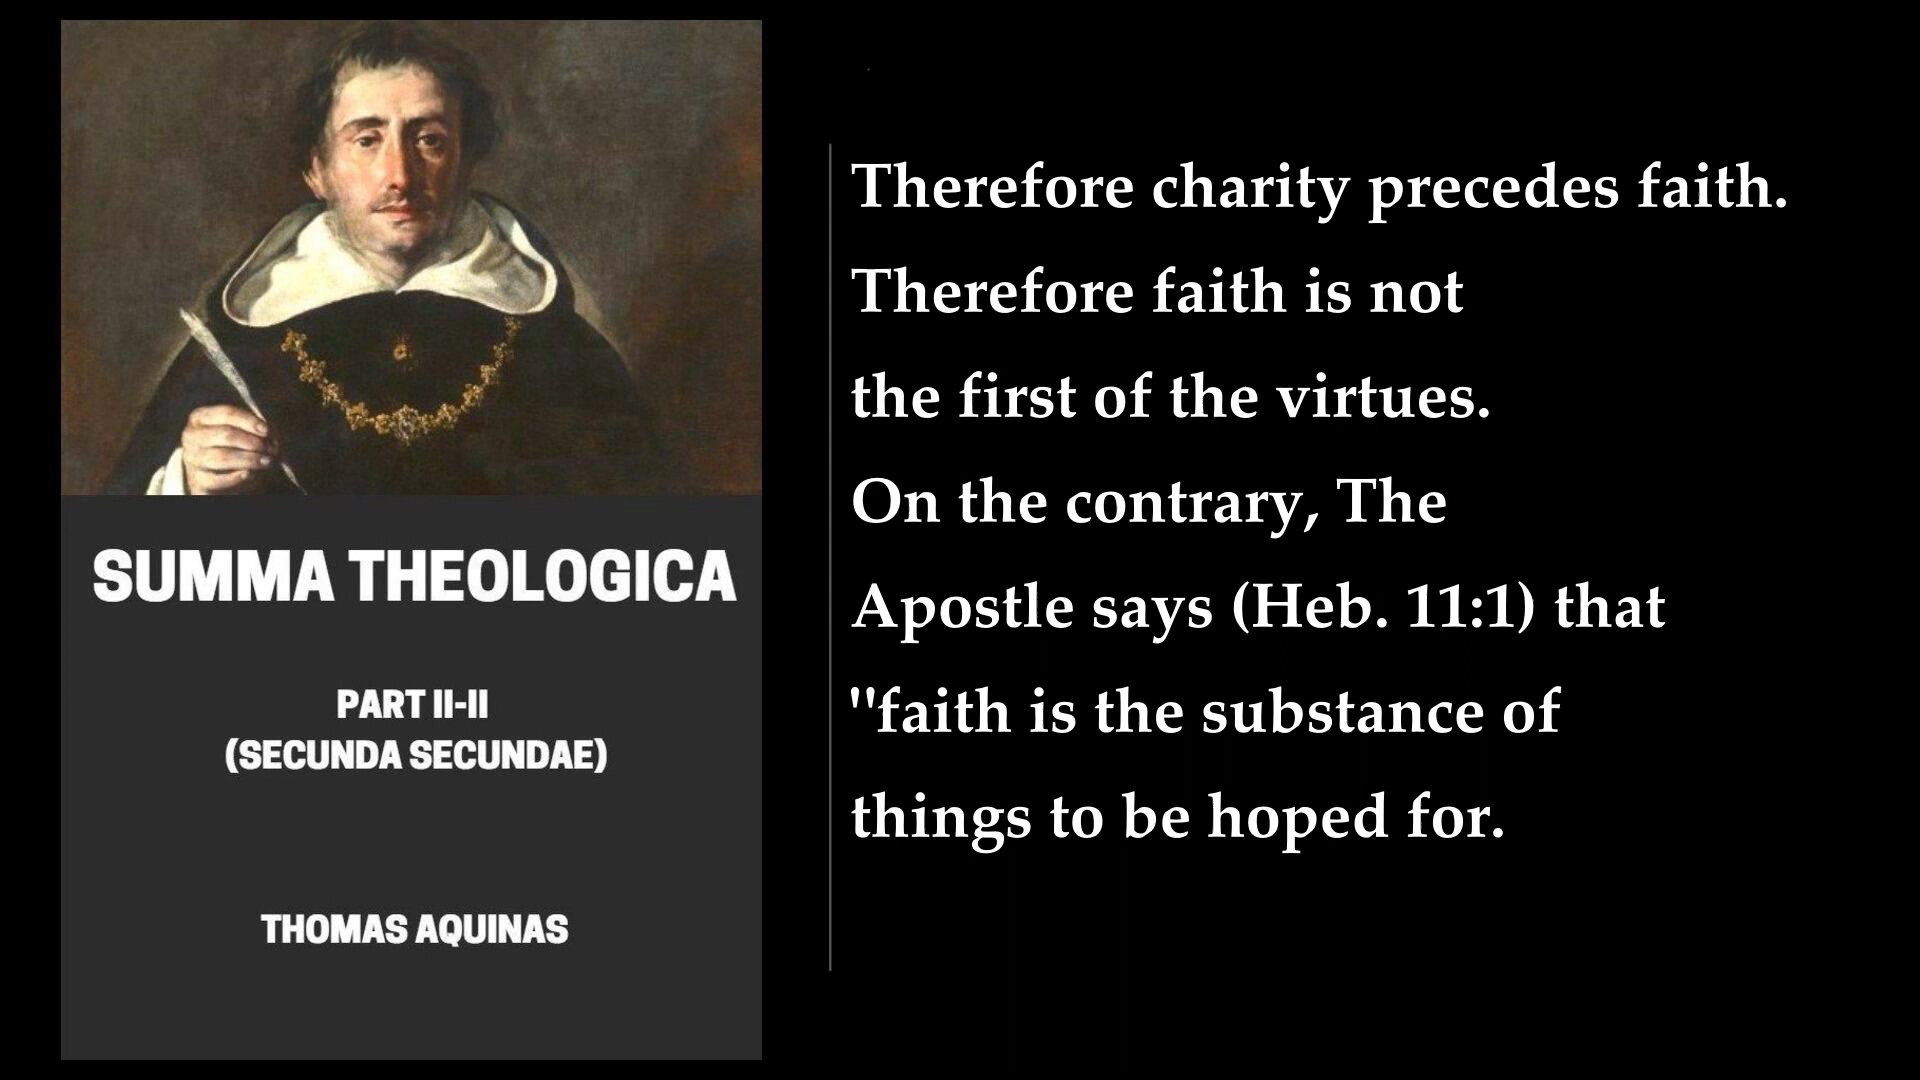 SUMMA THEOLOGICA
PART II-II
(SECUNDA SECUNDAE)
THOMAS AQUINAS
Therefore charity precedes faith.
Therefore faith is not
the first of the virtues.
On the contrary, The
Apostle says (Heb. 11:1) that
"faith is the substance of
things to be hoped for.